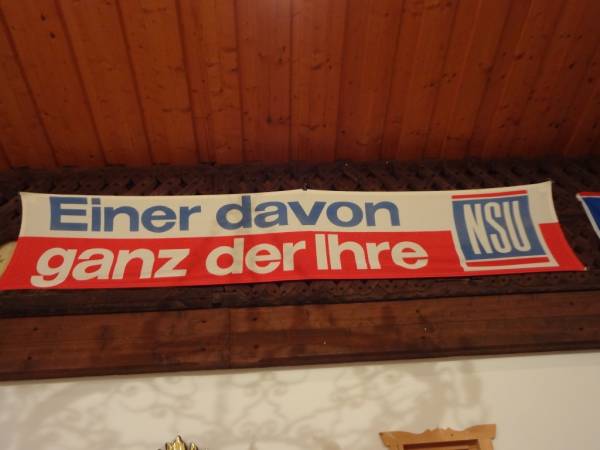 Einer davon
ganz der Ihre
NSU